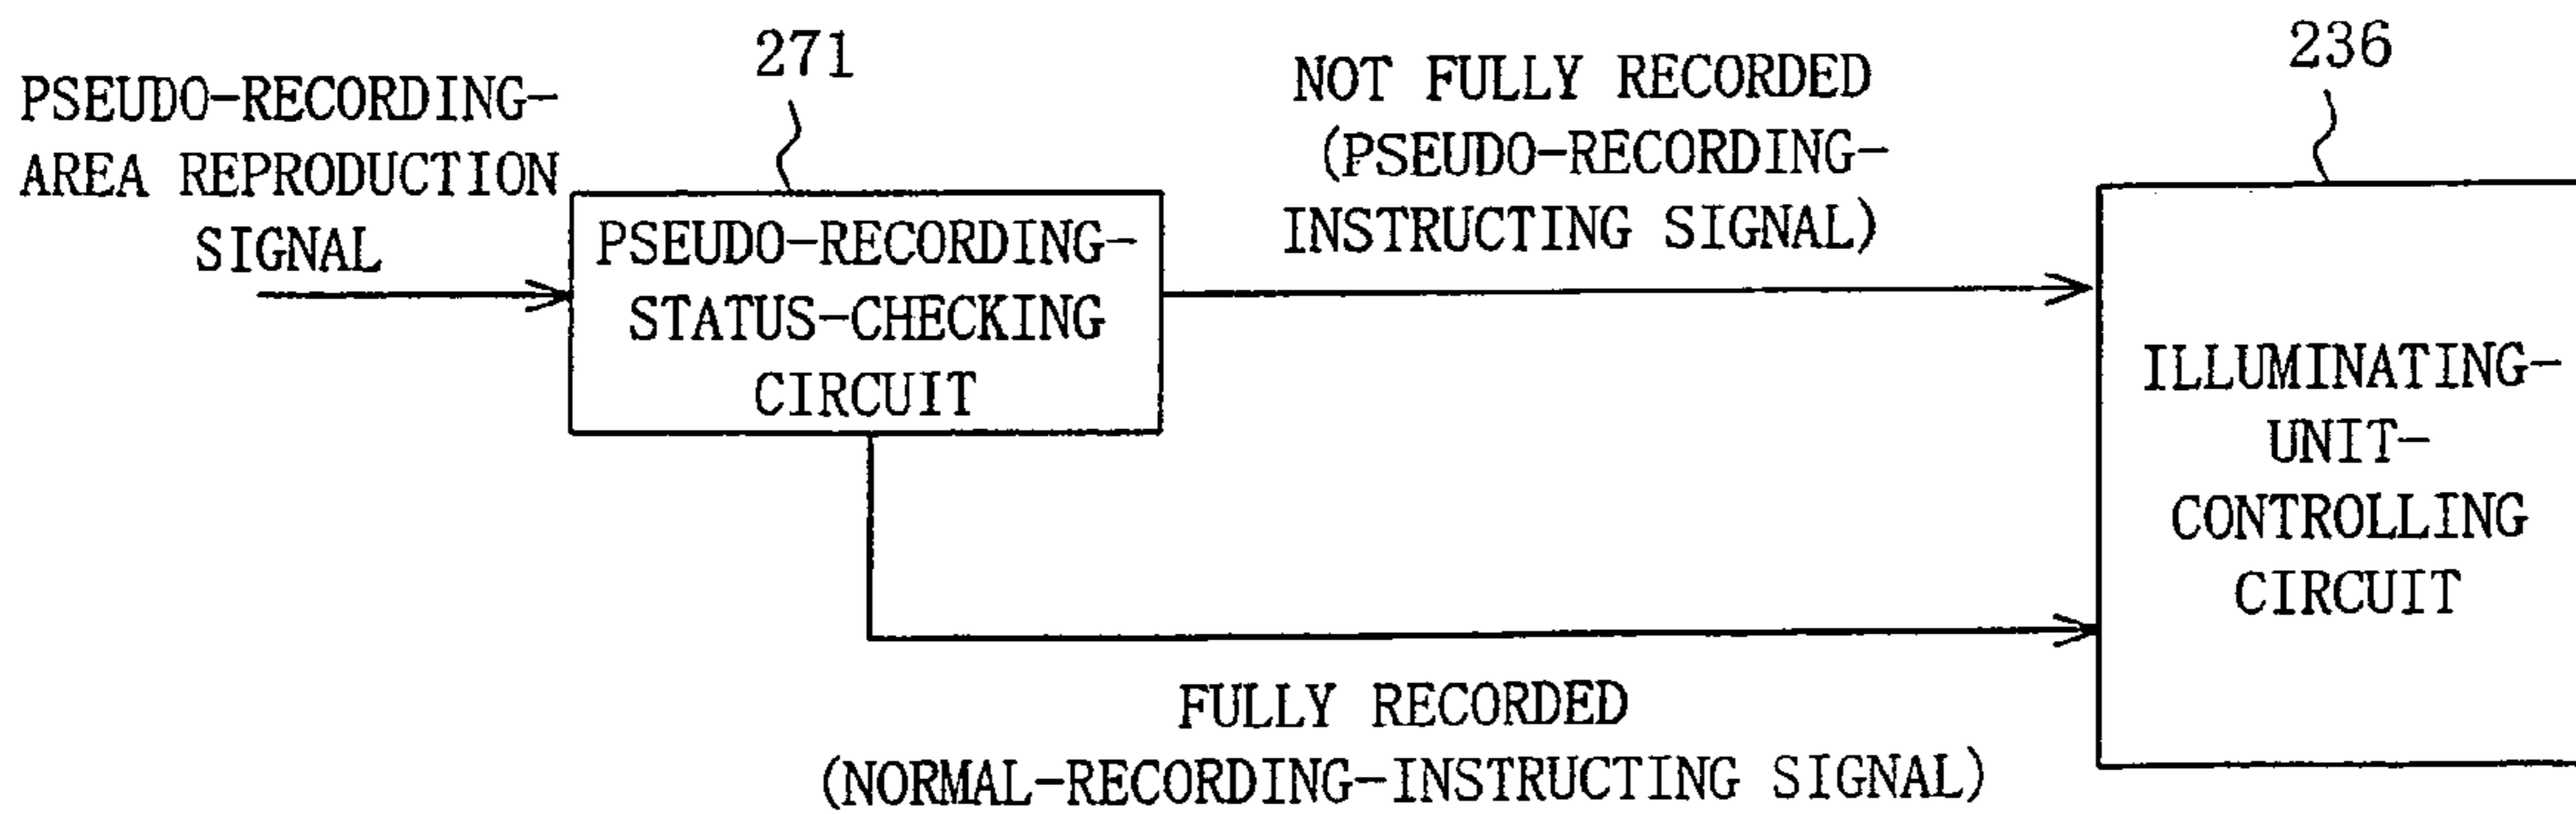 PSEUDO-RECORDING-
AREA REPRODUCTION
SIGNAL
271
PSEUDO-RECORDING-
STATUS-CHECKING
CIRCUIT
NOT FULLY RECORDED
(PSEUDO-RECORDING-
INSTRUCTING SIGNAL)
FULLY RECORDED
(NORMAL-RECORDING-INSTRUCTING SIGNAL)
236
ILLUMINATING-
UNIT-
CONTROLLING
CIRCUIT